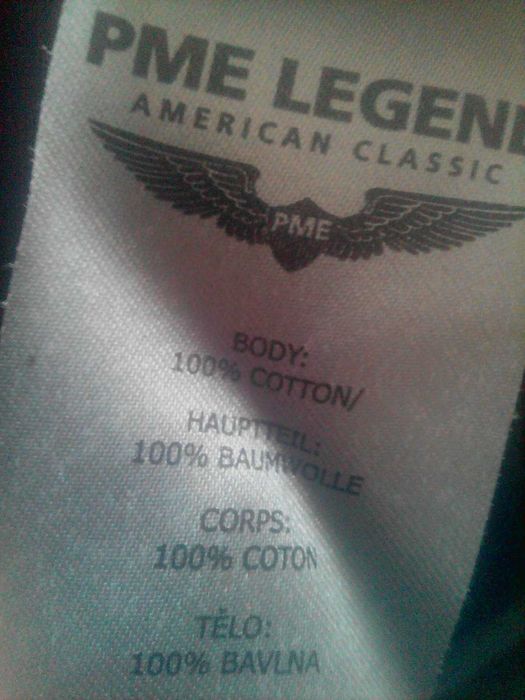 PME LEGEND
AMERICAN CLASSIC
PME
BODY:
100% COTTON/
HAUPTTEIL:
100% BAUMWOLLE
CORPS:
100% COTON
TĚLO:
100% BAVLNA